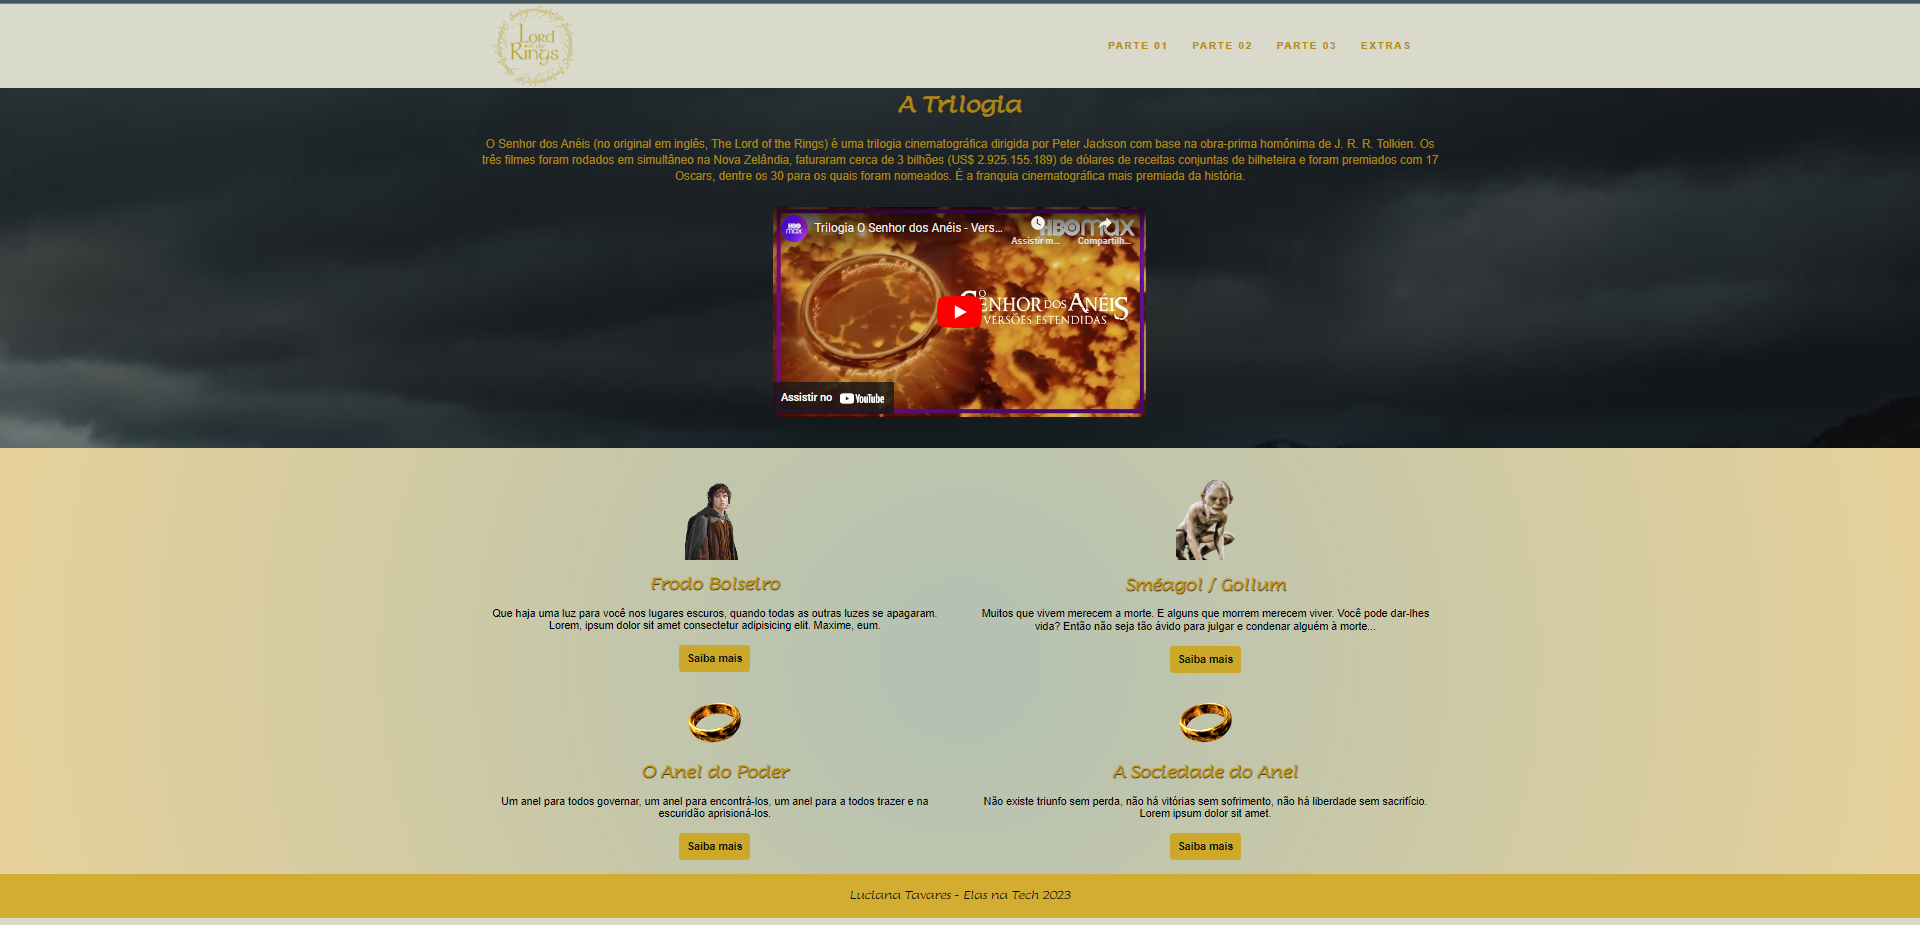 Lord
of the
Rings
PARTE 01 PARTE 02 PARTE 03 EXTRAS
A Trilogia
O Senhor dos Anéis (no original em inglês, The Lord of the Rings) é uma trilogia cinematográfica dirigida por Peter Jackson com base na obra-prima homônima de J. R. R. Tolkien. Os
três filmes foram rodados em simultâneo na Nova Zelândia, faturaram cerca de 3 bilhões (US$ 2.925.155.189) de dólares de receitas conjuntas de bilheteira e foram premiados com 17
Oscars, dentre os 30 para os quais foram nomeados. É a franquia cinematográfica mais premiada da história.
HBO
max
Trilogia O Senhor dos Anéis - Vers...
HBOmax
Assistir m... Compartilh...
O
SENHOR DOS ANÉIS
VERSÕES ESTENDIDAS
Assistir no YouTube
Frodo Bolseiro
Que haja uma luz para você nos lugares escuros, quando todas as outras luzes se apagaram.
Lorem, ipsum dolor sit amet consectetur adipisicing elit. Maxime, eum.
Saiba mais
Sméagol / Gollum
Muitos que vivem merecem a morte. E alguns que morrem merecem viver. Você pode dar-lhes
vida? Então não seja tão ávido para julgar e condenar alguém à morte...
Saiba mais
O Anel do Poder
Um anel para todos governar, um anel para encontrá-los, um anel para a todos trazer e na
escuridão aprisioná-los.
Saiba mais
A Sociedade do Anel
Não existe triunfo sem perda, não há vitórias sem sofrimento, não há liberdade sem sacrifício.
Lorem ipsum dolor sit amet.
Saiba mais
Luciana Tavares - Elas na Tech 2023